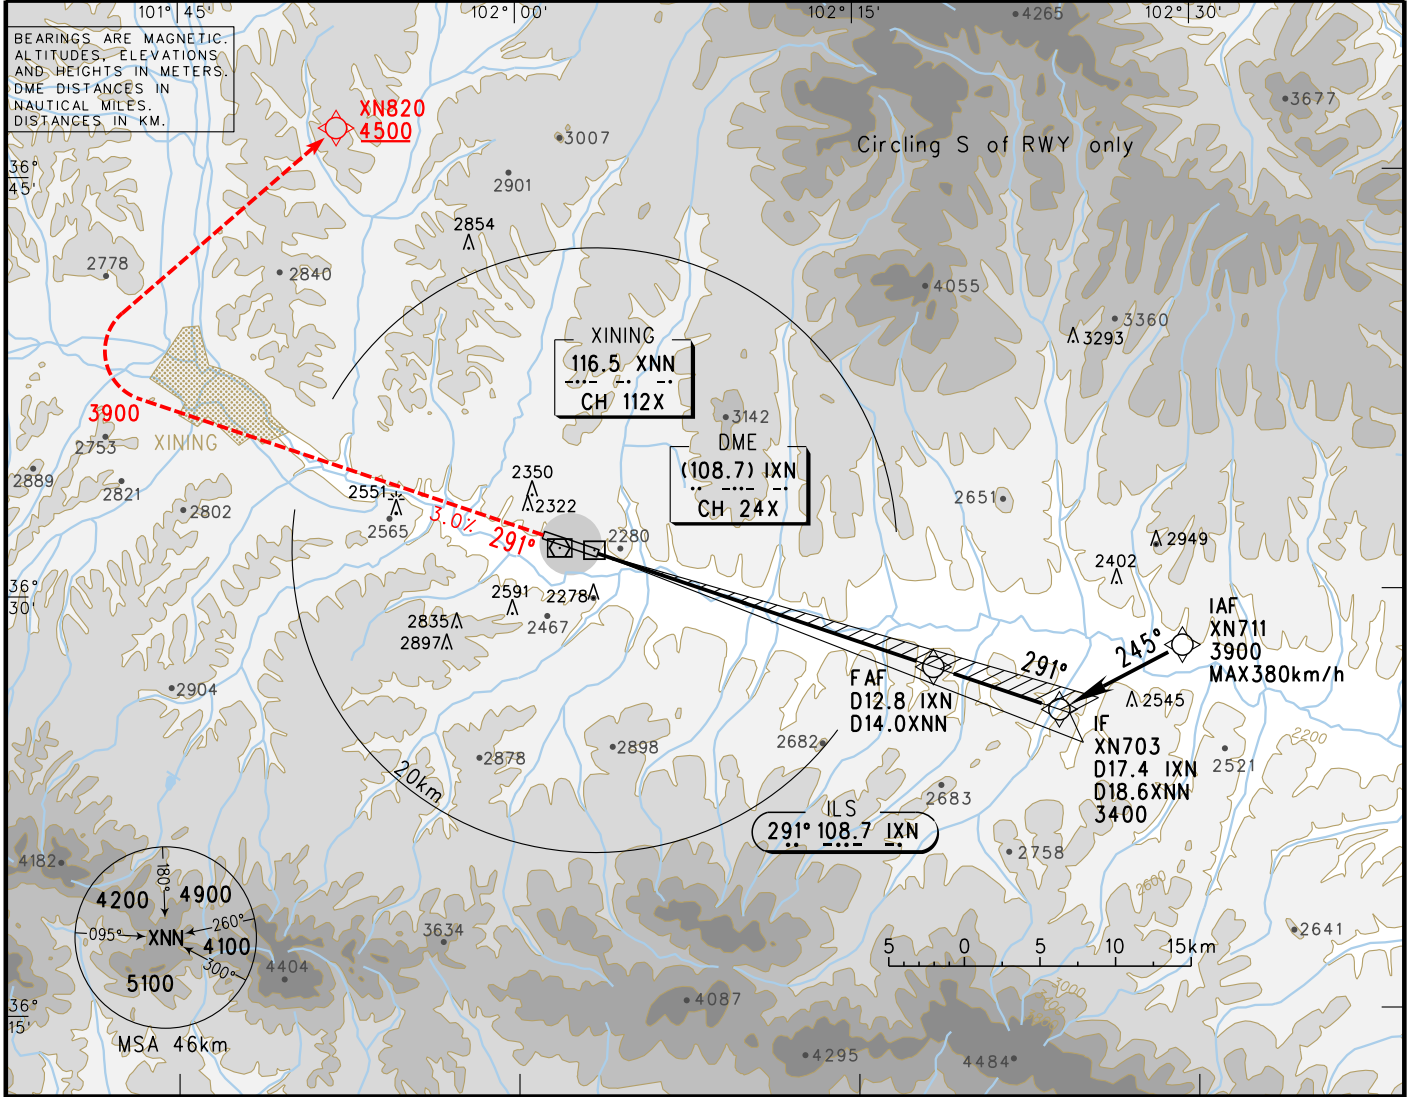 101° 45'
102° 00'
102° 15'
102° 30'
4265
BEARINGS ARE MAGNETIC.
ALTITUDES, ELEVATIONS
AND HEIGHTS IN METERS.
DME DISTANCES IN
NAUTICAL MILES.
DISTANCES IN KM.
XN820
4500
3007
2901
3677
Circling S of RWY only
36°
45'
2854
2778
2840
4055
3360
3293
XINING
116.5 XNN
CH 112X
3900
2753
XINING
3142
DME
(108.7) IXN
CH 24X
2889
2821
2802
2551
2565
2350
2322
3.0%
291°
2280
2651
2949
2402
36°
30'
2591
2278
2835
2467
2897
IAF
XN711
3900
MAX380km/h
245°
291°
FAF
D12.8 IXN
D14.0XNN
2545
2904
IF
XN703
D17.4 IXN
D18.6XNN
3400
2200
2521
2682
2898
2878
20km
2683
ILS
291° 108.7 IXN
2758
2600
4182
180°
4200
4900
095°
XNN
260°
4100
300°
5100
MSA 46km
3634
4404
2641
5 0 5 10 15km
3000
4087
36°
15'
4295
4484